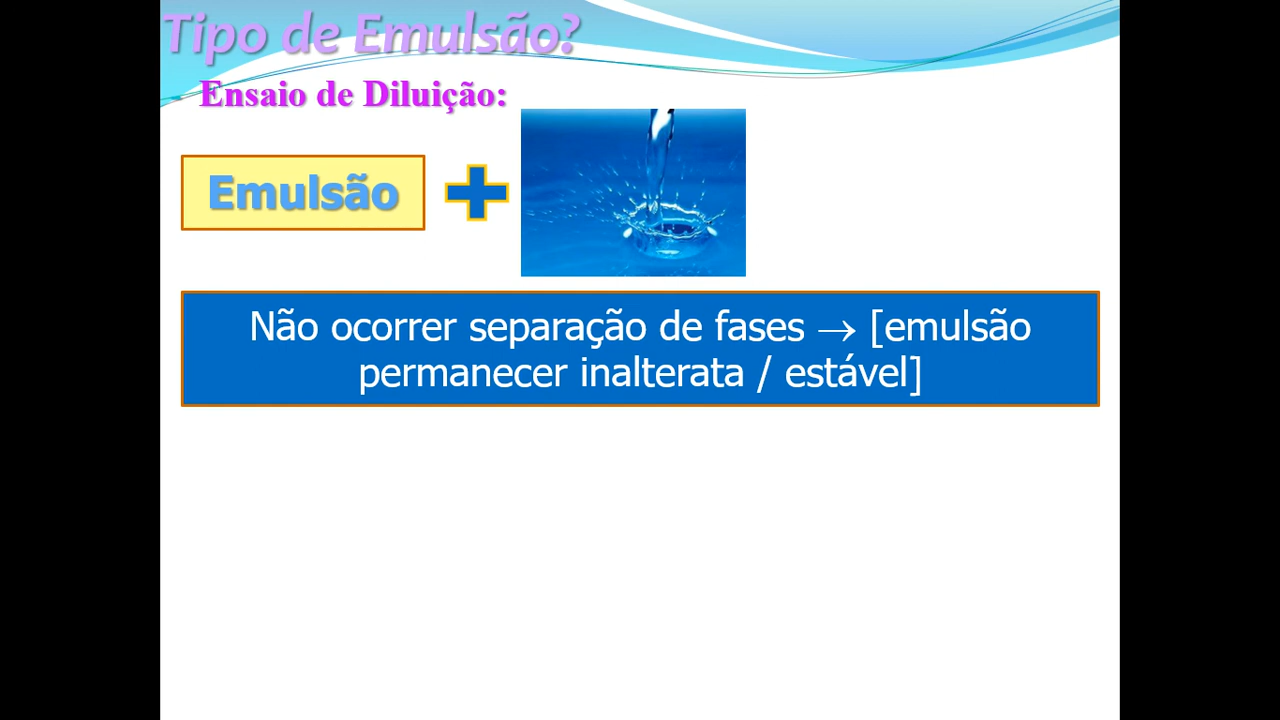 Tipo de Emulsão?
Ensaio de Diluição:
Emulsão
Não ocorrer separação de fases → [emulsão
permanecer inalterata / estável]